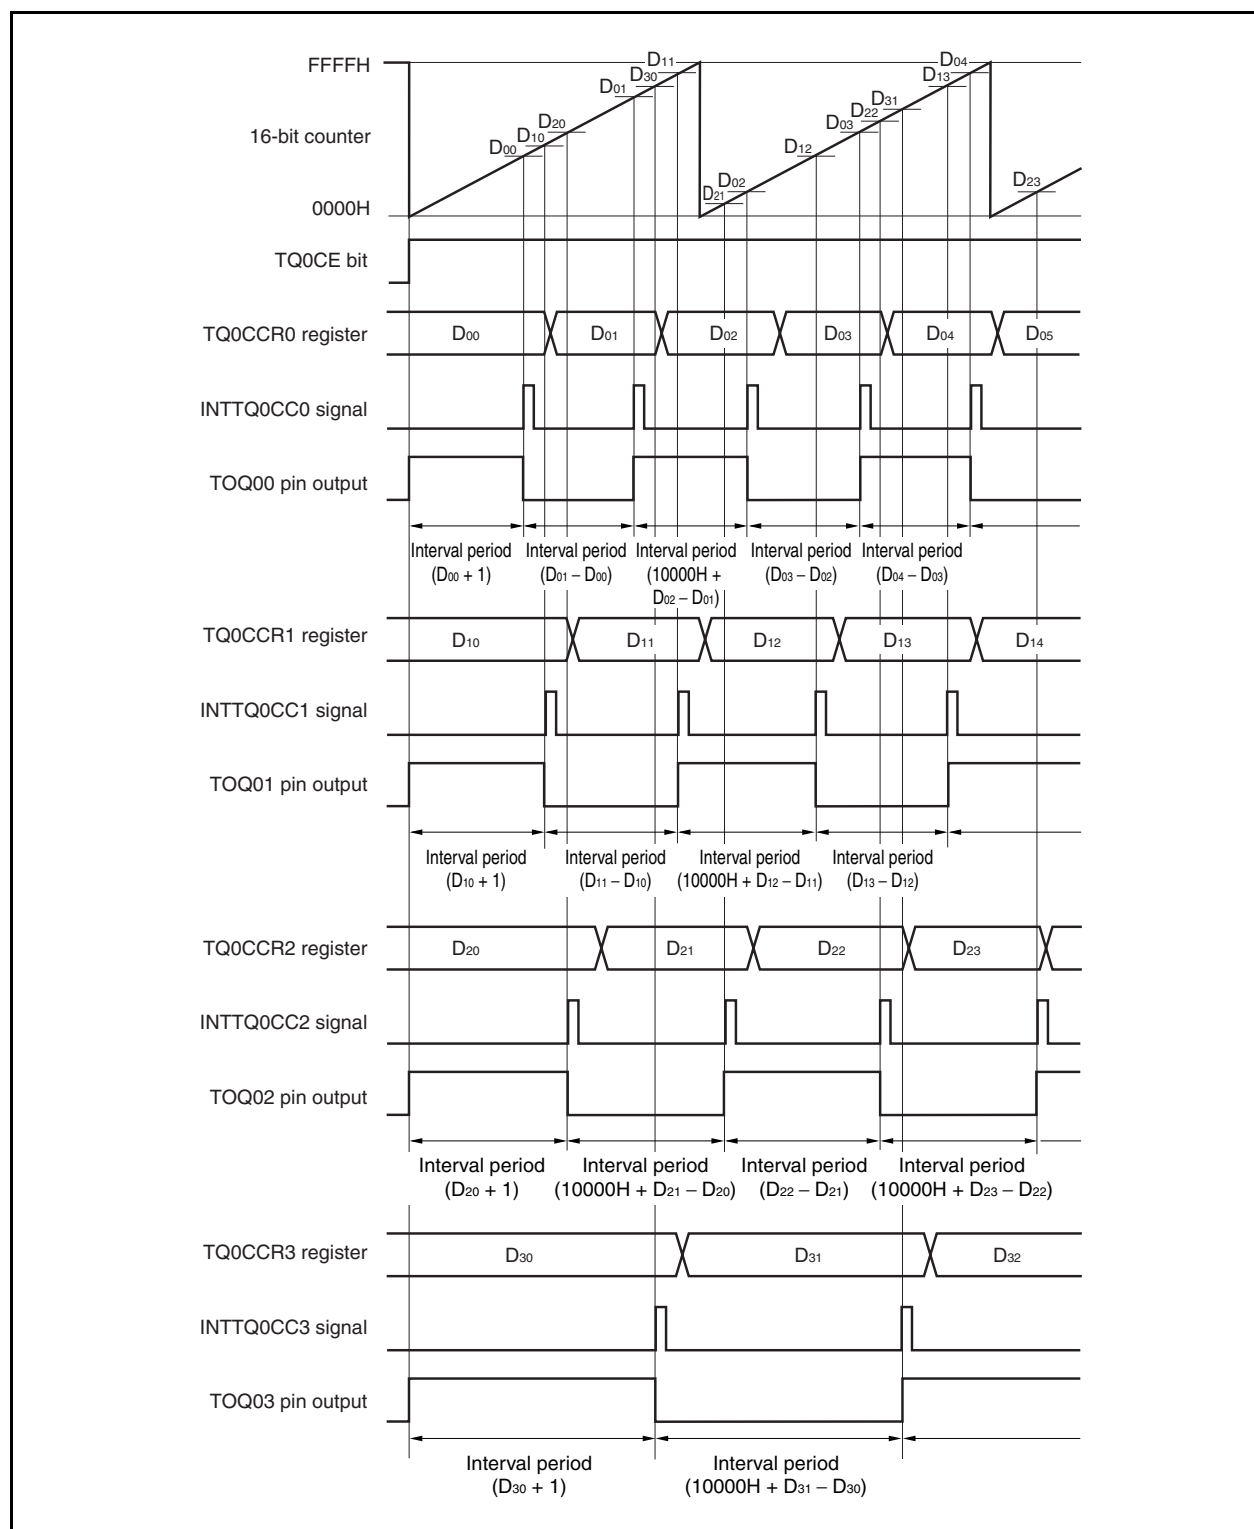 FFFFH
16-bit counter
0000H
D00 D10 D20 D01 D30 D11 D21 D02 D12 D03 D22 D31 D13 D04 D23
TQ0CE bit
TQ0CCR0 register D00 D01 D02 D03 D04 D05
INTTQ0CC0 signal
TOQ00 pin output
Interval period Interval period Interval period Interval period Interval period
(D00 + 1) (D01 – D00) (10000H + (D03 – D02) (D04 – D03)
D02 – D01)
TQ0CCR1 register D10 D11 D12 D13 D14
INTTQ0CC1 signal
TOQ01 pin output
Interval period Interval period Interval period Interval period
(D10 + 1) (D11 – D10) (10000H + D12 – D11) (D13 – D12)
TQ0CCR2 register D20 D21 D22 D23
INTTQ0CC2 signal
TOQ02 pin output
Interval period Interval period Interval period Interval period
(D20 + 1) (10000H + D21 – D20) (D22 – D21) (10000H + D23 – D22)
TQ0CCR3 register D30 D31 D32
INTTQ0CC3 signal
TOQ03 pin output
Interval period Interval period
(D30 + 1) (10000H + D31 – D30)